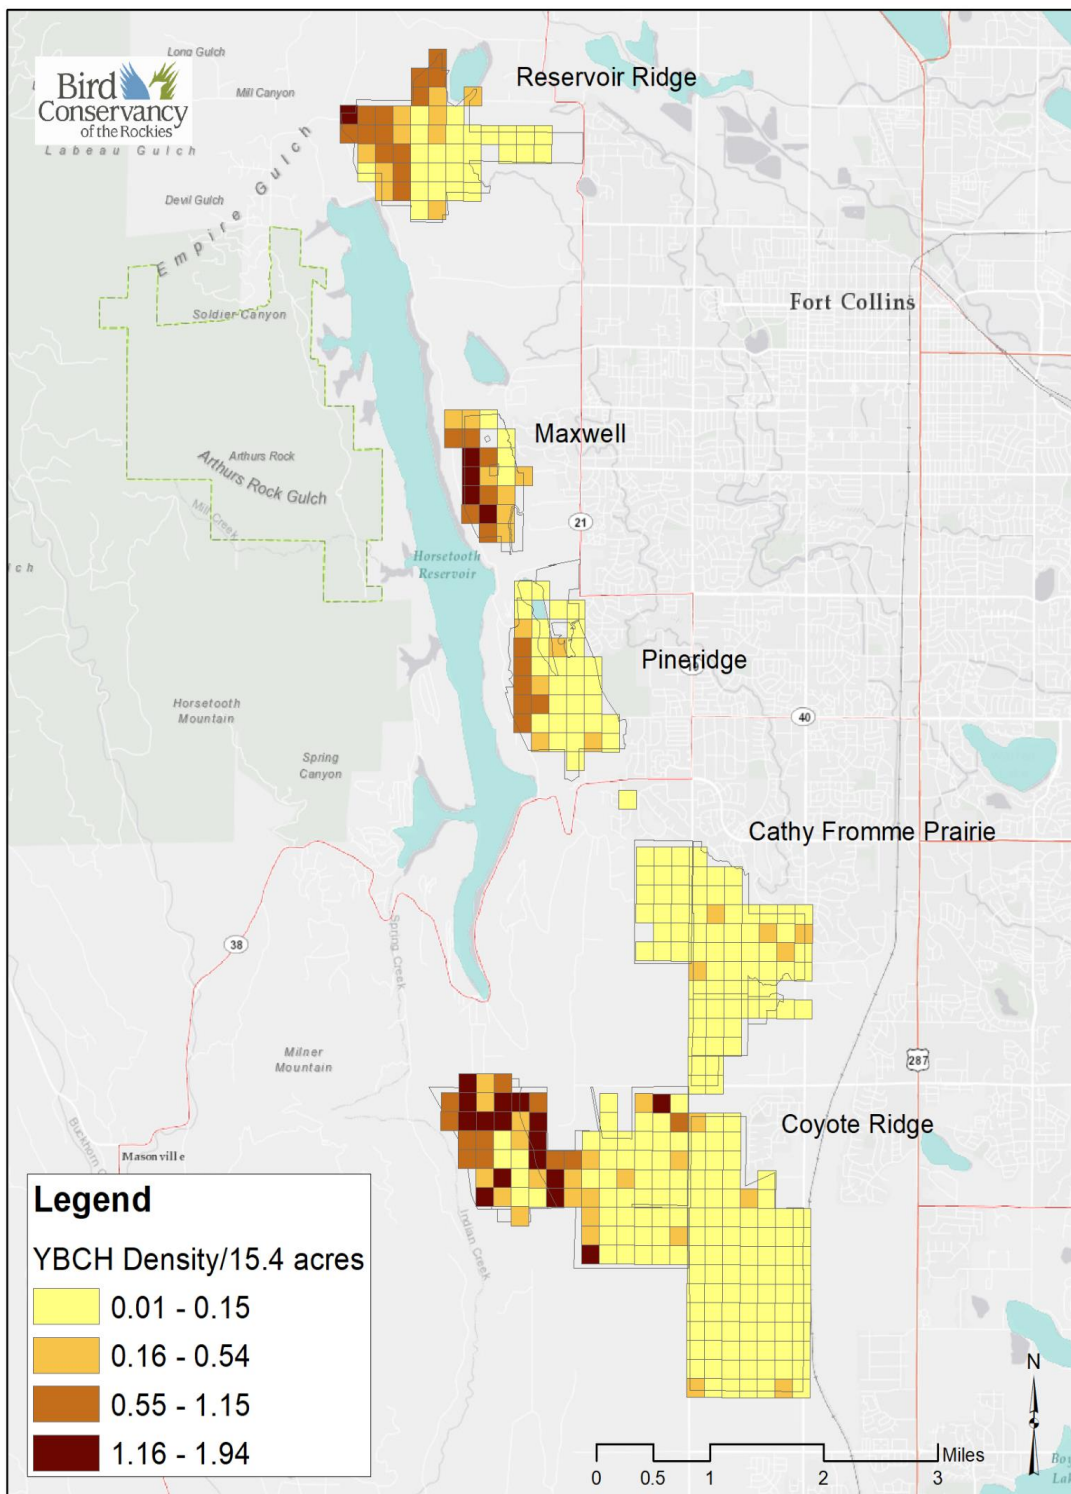 Bird
Conservancy
of the Rockies
Long Gulch
Mill Canyon
Labeau Gulch
Empire Gulch
Devil Gulch
Reservoir Ridge
Soldier Canyon
Fort Collins
Maxwell
Arthurs Rock
Arthurs Rock Gulch
Mill Creek
21
Horsetooth
Reservoir
Pineridge
19
40
Horsetooth
Mountain
Spring
Canyon
Cathy Fromme Prairie
38
Spring Creek
Milner
Mountain
287
Coyote Ridge
Masonville
Indian Creek
Legend
YBCH Density/15.4 acres
0.01 - 0.15
0.16 - 0.54
0.55 - 1.15
1.16 - 1.94
N
Miles
0 0.5 1 2 3